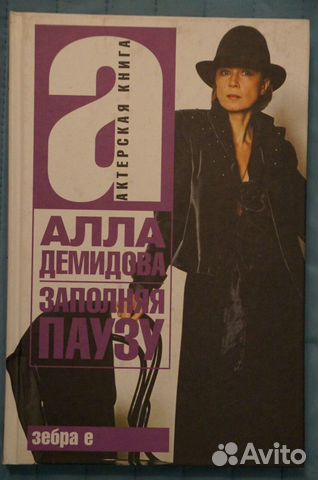 а
АКТЕРСКАЯ КНИГА
АЛЛА
ДЕМИДОВА
ЗАПОЛНЯЯ
ПАУЗУ
зебра е
Avito